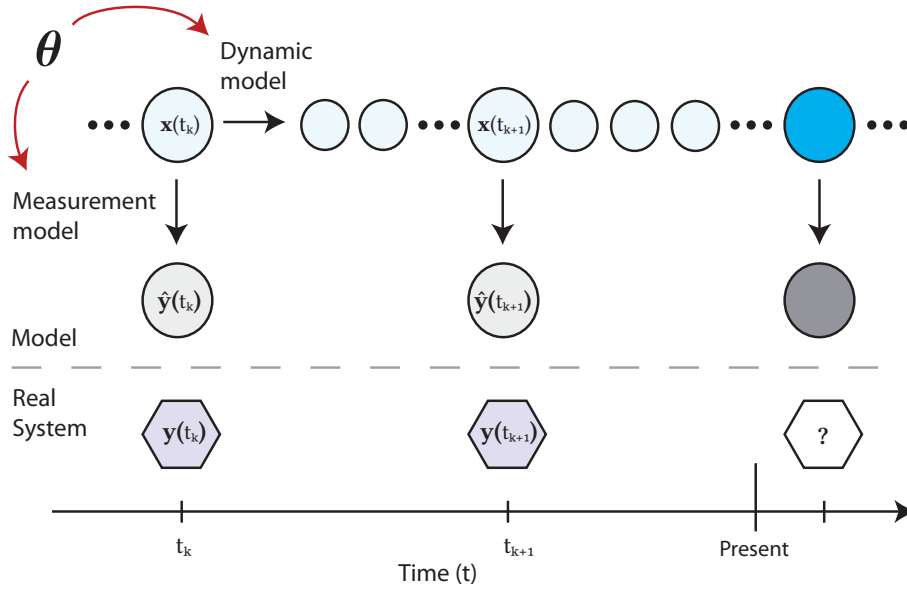 θ
Dynamic
model
x(tₖ)
x(tₖ₊₁)
Measurement
model
ŷ(tₖ)
ŷ(tₖ₊₁)
Model
Real
System
y(tₖ)
y(tₖ₊₁)
?
tₖ
tₖ₊₁
Present
Time (t)